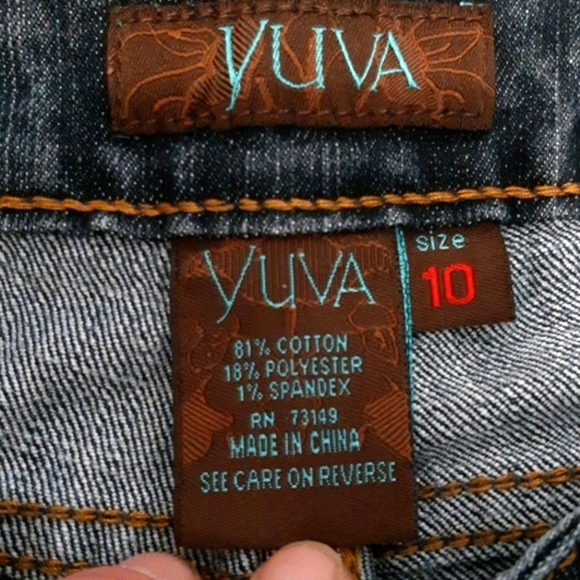 YUVA
YUVA
size
10
81% COTTON
18% POLYESTER
1% SPANDEX
RN 73149
MADE IN CHINA
SEE CARE ON REVERSE